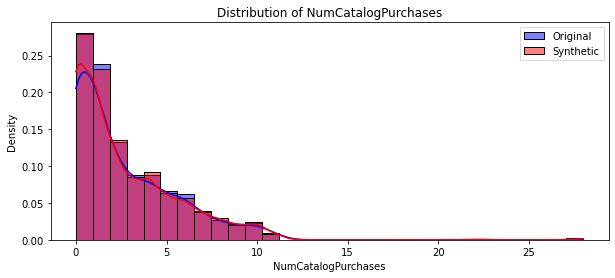 Distribution of NumCatalogPurchases
Original
Synthetic
Density
0.25
0.20
0.15
0.10
0.05
0.00
0 5 10 15 20 25
NumCatalogPurchases